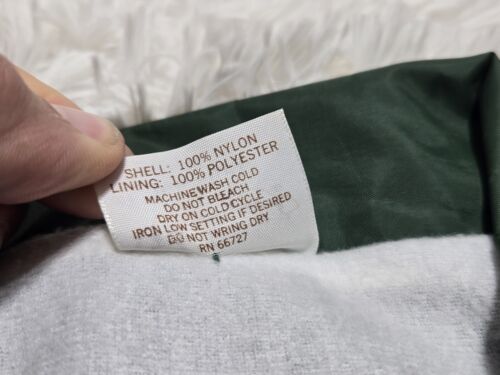 SHELL: 100% NYLON
LINING: 100% POLYESTER
MACHINE WASH COLD
DO NOT BLEACH
DRY ON COLD CYCLE
IRON LOW SETTING IF DESIRED
DO NOT WRING DRY
RN 66727